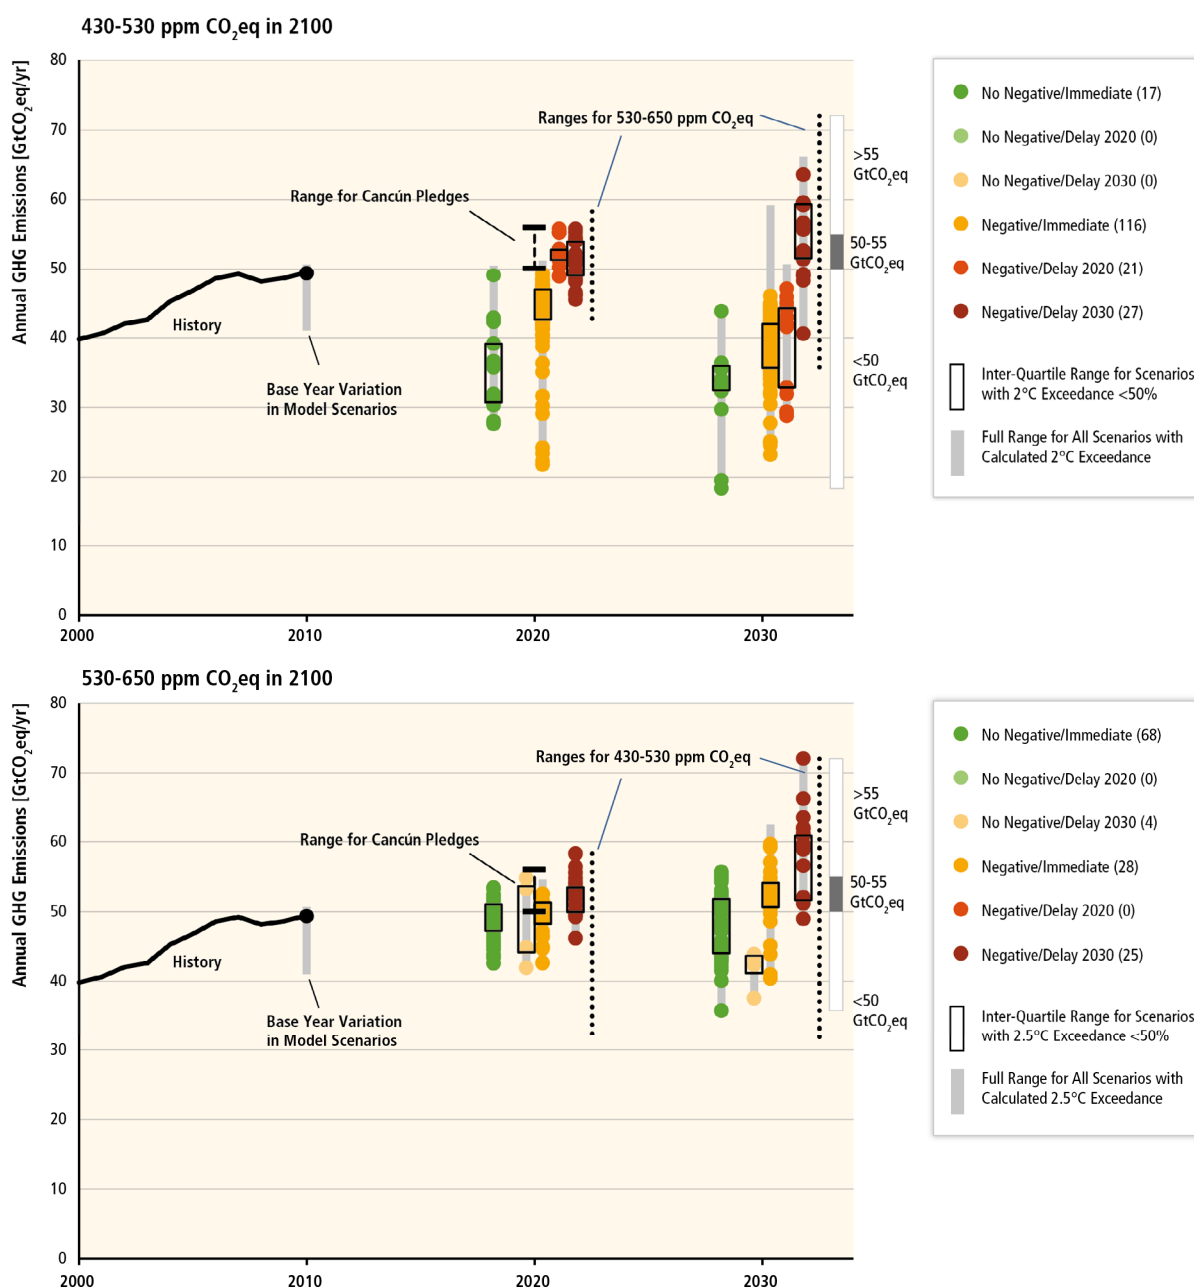 430-530 ppm CO₂eq in 2100
Annual GHG Emissions [GtCO₂eq/yr]
80
70
60
50
40
30
20
10
0
2000
2010
2020
2030
History
Base Year Variation
in Model Scenarios
Range for Cancún Pledges
Ranges for 530-650 ppm CO₂eq
>55
GtCO₂eq
50-55
GtCO₂eq
<50
GtCO₂eq
No Negative/Immediate (17)
No Negative/Delay 2020 (0)
No Negative/Delay 2030 (0)
Negative/Immediate (116)
Negative/Delay 2020 (21)
Negative/Delay 2030 (27)
Inter-Quartile Range for Scenarios
with 2°C Exceedance <50%
Full Range for All Scenarios with
Calculated 2°C Exceedance
530-650 ppm CO₂eq in 2100
Annual GHG Emissions [GtCO₂eq/yr]
80
70
60
50
40
30
20
10
0
2000
2010
2020
2030
History
Base Year Variation
in Model Scenarios
Range for Cancún Pledges
Ranges for 430-530 ppm CO₂eq
>55
GtCO₂eq
50-55
GtCO₂eq
<50
GtCO₂eq
No Negative/Immediate (68)
No Negative/Delay 2020 (0)
No Negative/Delay 2030 (4)
Negative/Immediate (28)
Negative/Delay 2020 (0)
Negative/Delay 2030 (25)
Inter-Quartile Range for Scenarios
with 2.5°C Exceedance <50%
Full Range for All Scenarios with
Calculated 2.5°C Exceedance